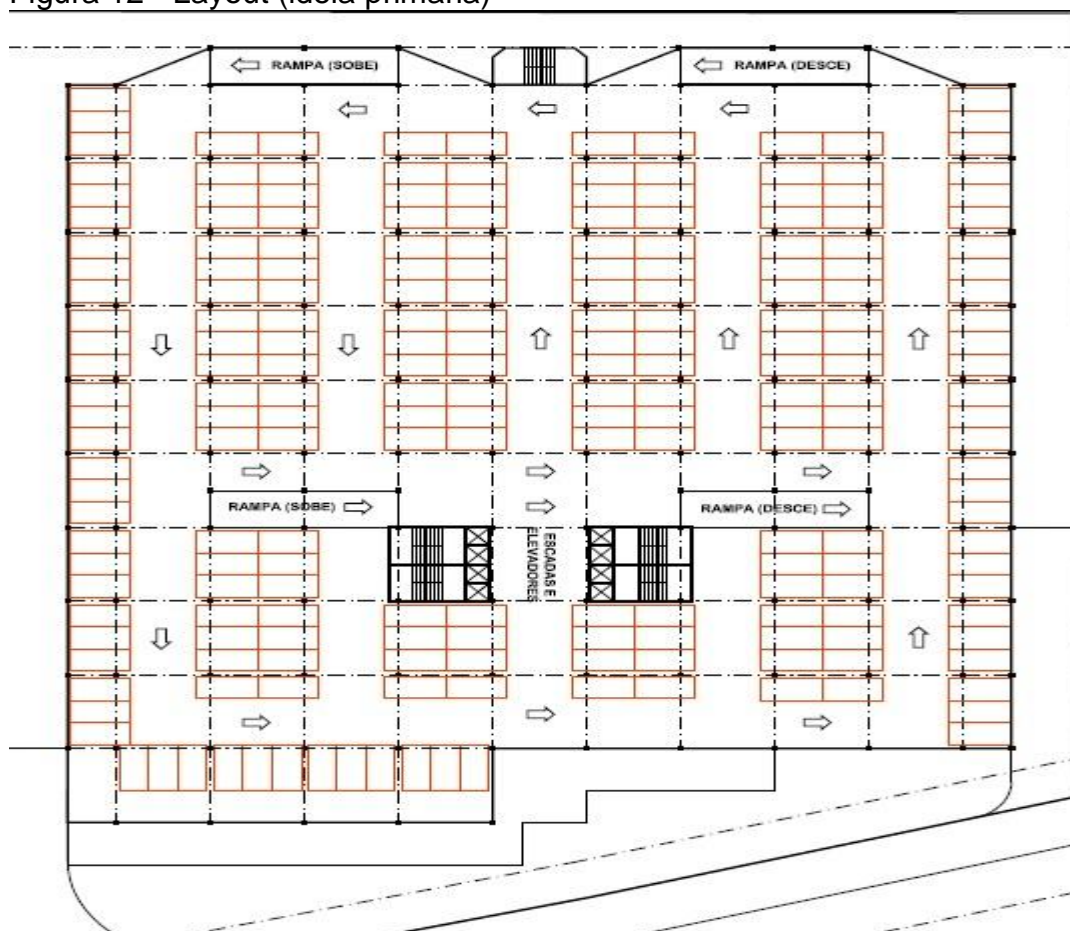 Figura 12 - Layout (ideia primária)
RAMPA (SOBE)
RAMPA (DESCE)
RAMPA (SOBE)
RAMPA (DESCE)
ESCADAS E
ELEVADORES